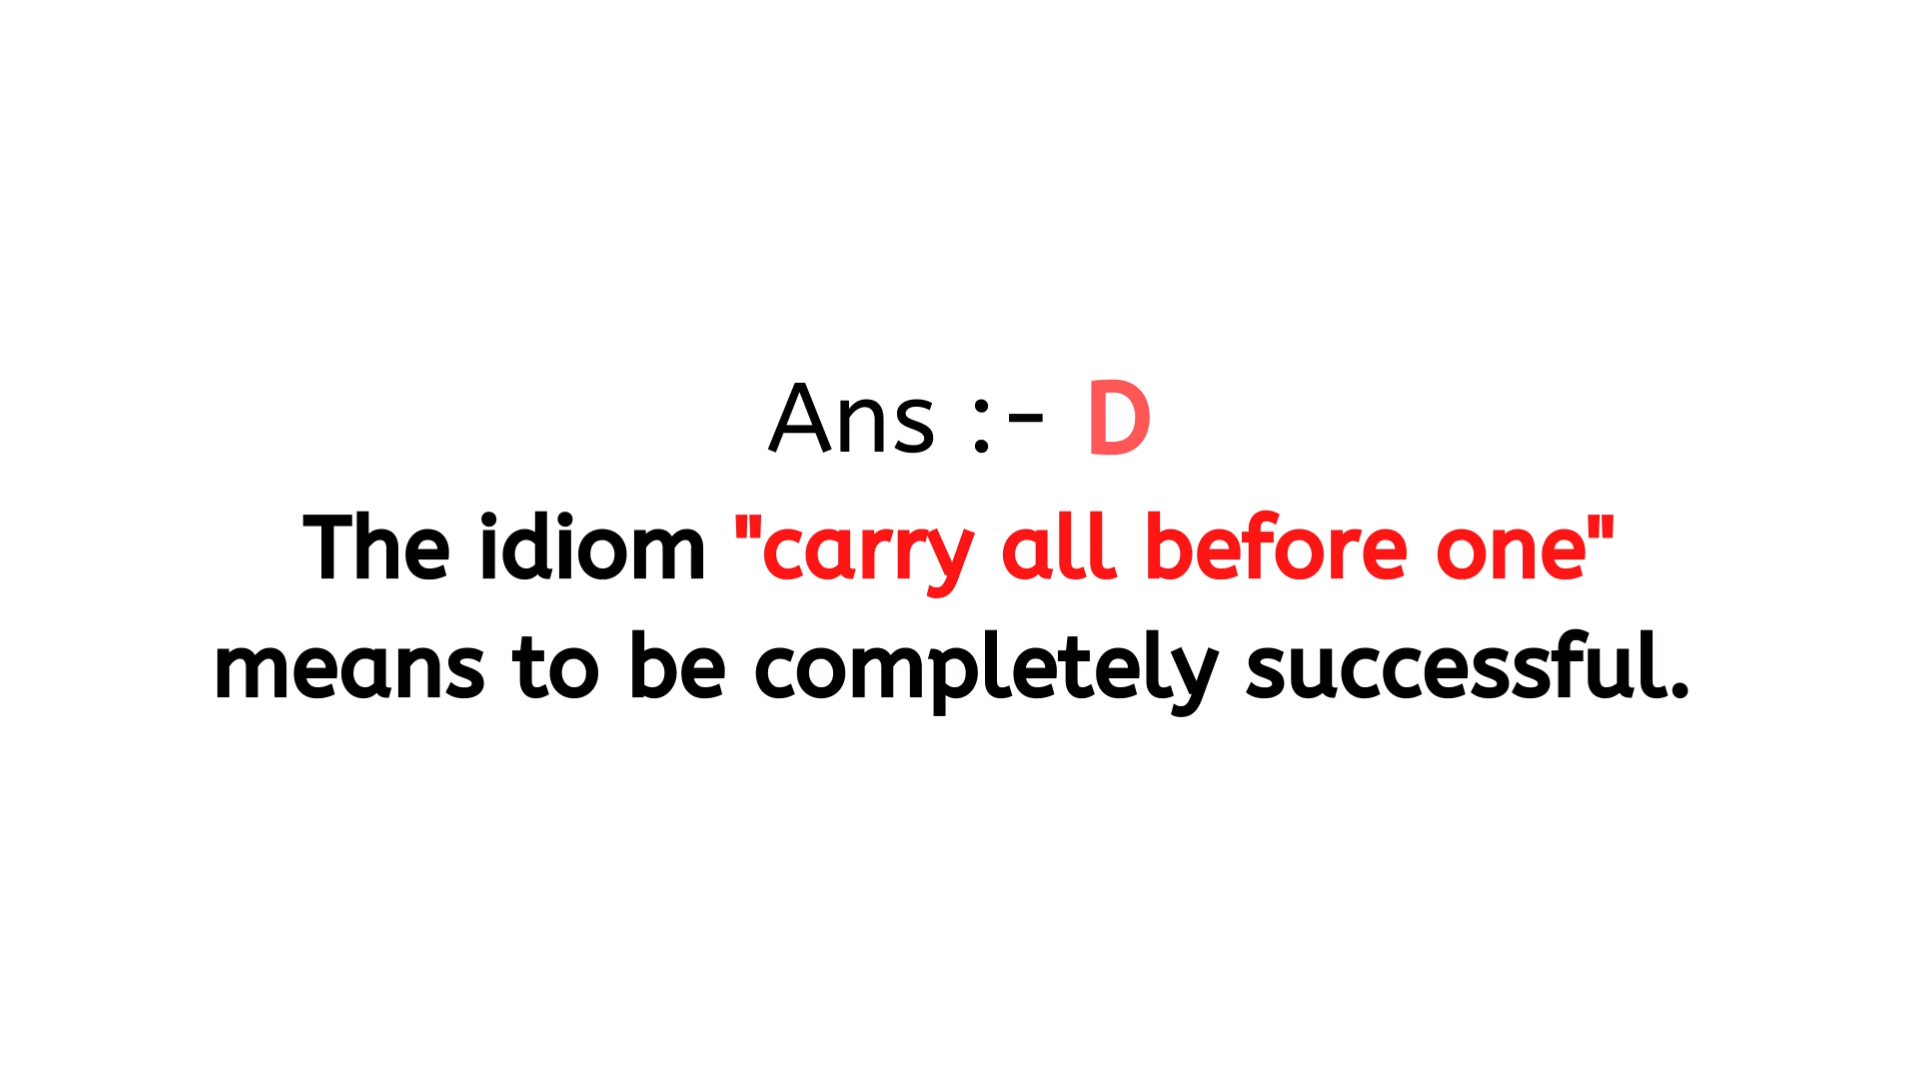 Ans :- D
The idiom "carry all before one"
means to be completely successful.